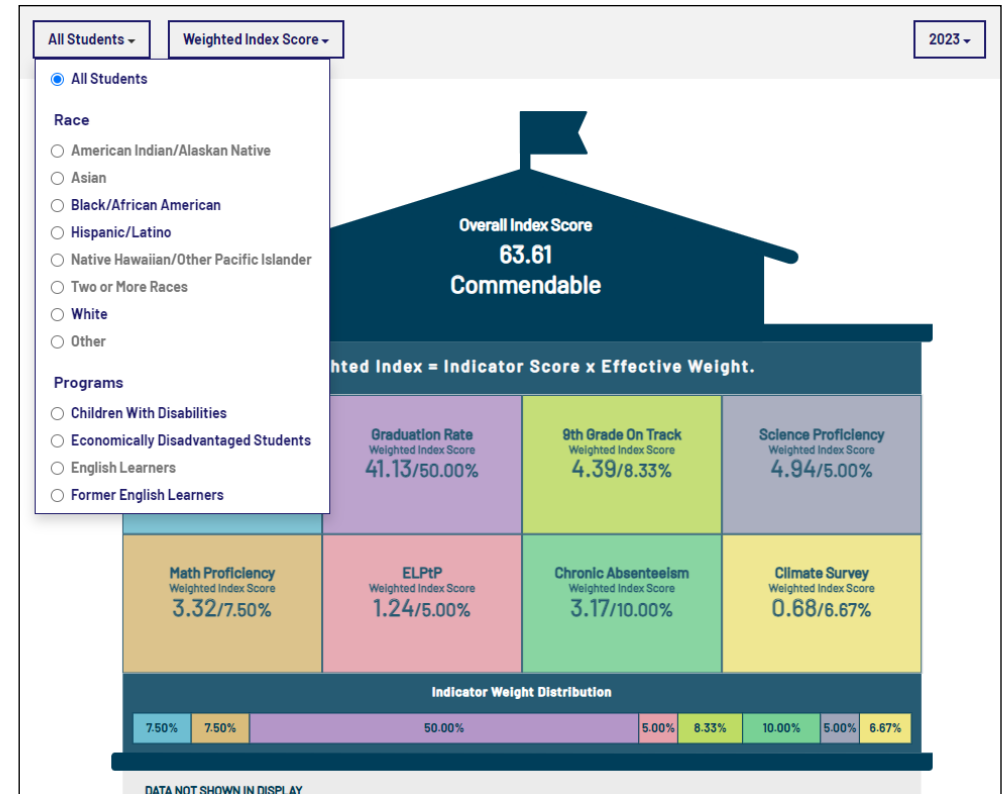 All Students
Weighted Index Score
2023
All Students
Race
American Indian/Alaskan Native
Asian
Black/African American
Hispanic/Latino
Native Hawaiian/Other Pacific Islander
Two or More Races
White
Other
Programs
Children With Disabilities
Economically Disadvantaged Students
English Learners
Former English Learners
Overall Index Score
63.61
Commendable
Index = Indicator Score x Effective Weight.
Graduation Rate
Weighted Index Score
41.13/50.00%
9th Grade On Track
Weighted Index Score
4.39/8.33%
Science Proficiency
Weighted Index Score
4.94/5.00%
Math Proficiency
Weighted Index Score
3.32/7.50%
ELPtP
Weighted Index Score
1.24/5.00%
Chronic Absenteeism
Weighted Index Score
3.17/10.00%
Climate Survey
Weighted Index Score
0.68/6.67%
Indicator Weight Distribution
7.50% 7.50% 50.00% 5.00% 8.33% 10.00% 5.00% 6.67%
DATA NOT SHOWN IN DISPLAY